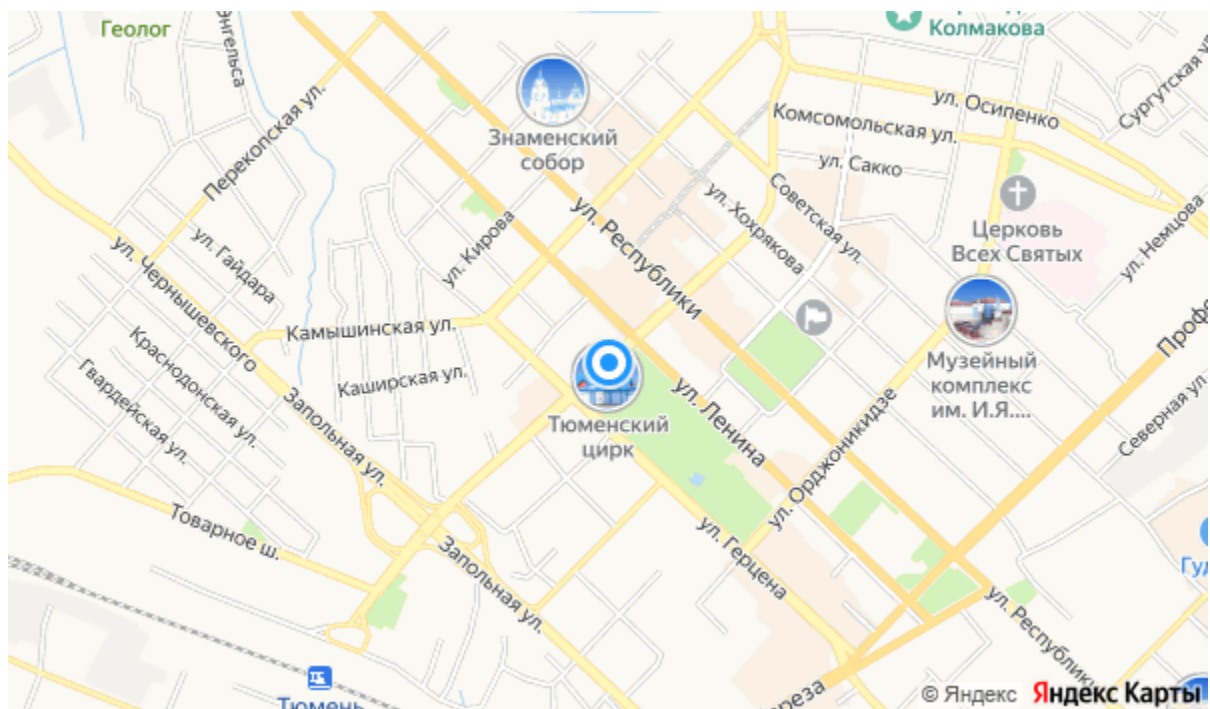 Геолог
Энгельса
Колмакова
Сургутская ул.
ул. Осипенко
Комсомольская ул.
ул. Сакко
Знаменский
собор
Перекопская ул.
ул. Хохрякова
Советская ул.
Церковь
Всех Святых
ул. Немцова
ул. Республики
ул. Кирова
ул. Гайдара
ул. Чернышевского
Камышинская ул.
Каширская ул.
Краснодонская ул.
Гвардейская ул.
Запольная ул.
Тюменский
цирк
ул. Ленина
Музейный
комплекс
им. И.Я....
ул. Орджоникидзе
Северная ул.
Товарное ш.
Запольная ул.
ул. Герцена
ул. Республики
Тюмень
© Яндекс Яндекс Карты